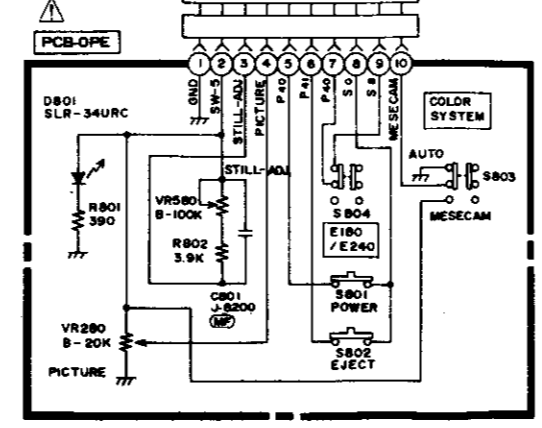 PCB-OPE
1 2 3 4 5 6 7 8 9 10
GND
SW-5
STILL-ADJ
PICTURE
P40
P41
P40
S0
S8
MESECAM
D801
SLR-34URC
COLOR
SYSTEM
AUTO
S803
MESECAM
STILL-ADJ
VR580
B-100K
R801
390
R802
3.9K
S804
E180
/E240
C801
J-8200
MF
S801
POWER
VR280
B-20K
S802
EJECT
PICTURE